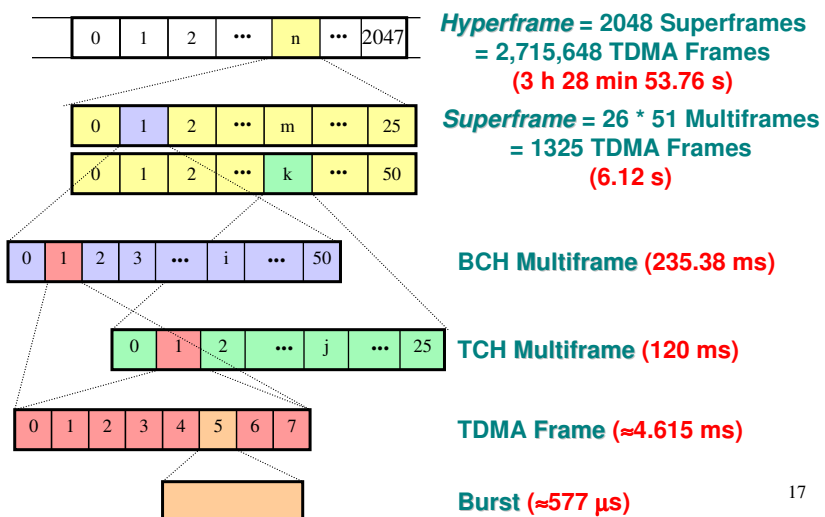 0 1 2 ••• n ••• 2047
Hyperframe = 2048 Superframes
= 2,715,648 TDMA Frames
(3 h 28 min 53.76 s)
0 1 2 ••• m ••• 25
Superframe = 26 * 51 Multiframes
= 1325 TDMA Frames
(6.12 s)
0 1 2 ••• k ••• 50
0 1 2 3 ••• i ••• 50
BCH Multiframe (235.38 ms)
0 1 2 ••• j ••• 25
TCH Multiframe (120 ms)
0 1 2 3 4 5 6 7
TDMA Frame (≈4.615 ms)
Burst (≈577 μs)
17